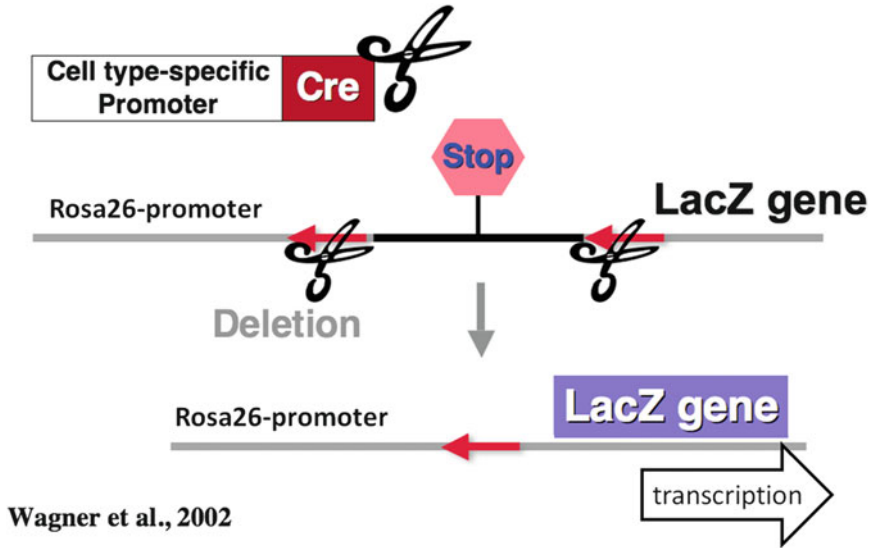 Cell type-specific
Promoter
Cre
Stop
Rosa26-promoter
LacZ gene
Deletion
Rosa26-promoter
LacZ gene
transcription
Wagner et al., 2002